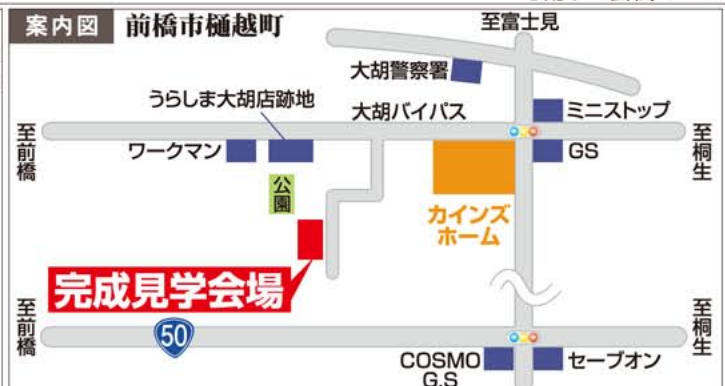 案内図 前橋市樋越町
至富士見
大胡警察署
うらしま大胡店跡地
大胡バイパス
ミニストップ
至前橋
ワークマン
GS
至桐生
公園
カインズ
ホーム
完成見学会場
至前橋
50
至桐生
COSMO
G.S
セーブオン